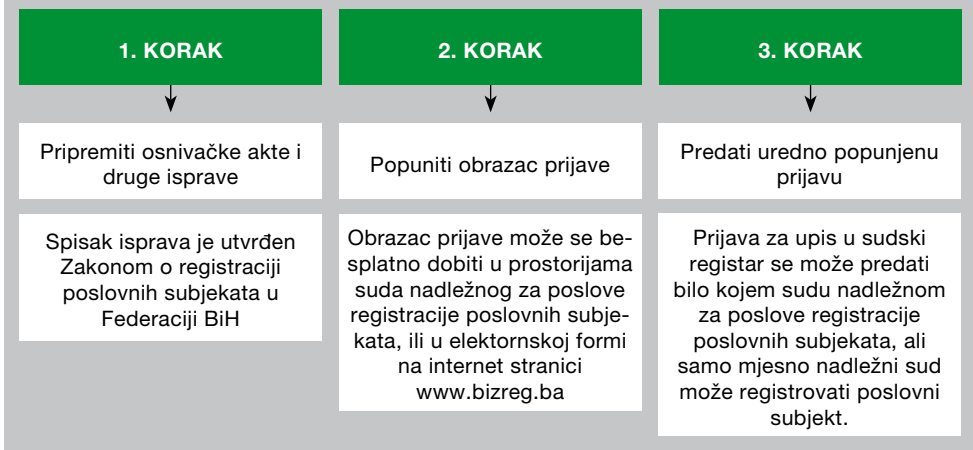 1. KORAK
Pripremiti osnivačke akte i
druge isprave
Spisak isprava je utvrđen
Zakonom o registraciji
poslovnih subjekata u
Federaciji BiH
2. KORAK
Popuniti obrazac prijave
Obrazac prijave može se be-
splatno dobiti u prostorijama
suda nadležnog za poslove
registracije poslovnih subje-
kata, ili u elektornskoj formi
na internet stranici
www.bizreg.ba
3. KORAK
Predati uredno popunjenu
prijavu
Prijava za upis u sudski
registar se može predati
bilo kojem sudu nadležnom
za poslove registracije
poslovnih subjekata, ali
samo mjesno nadležni sud
može registrovati poslovni
subjekt.